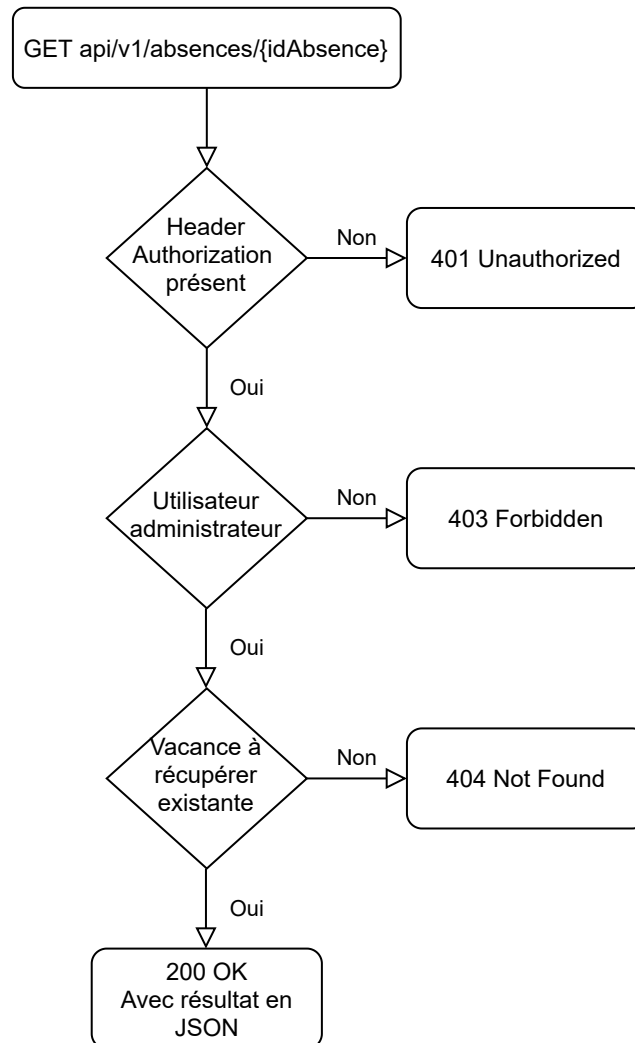 GET api/v1/absences/{idAbsence}
Header
Authorization
présent
Non
401 Unauthorized
Oui
Utilisateur
administrateur
Non
403 Forbidden
Oui
Vacance à
récupérer
existante
Non
404 Not Found
Oui
200 OK
Avec résultat en
JSON